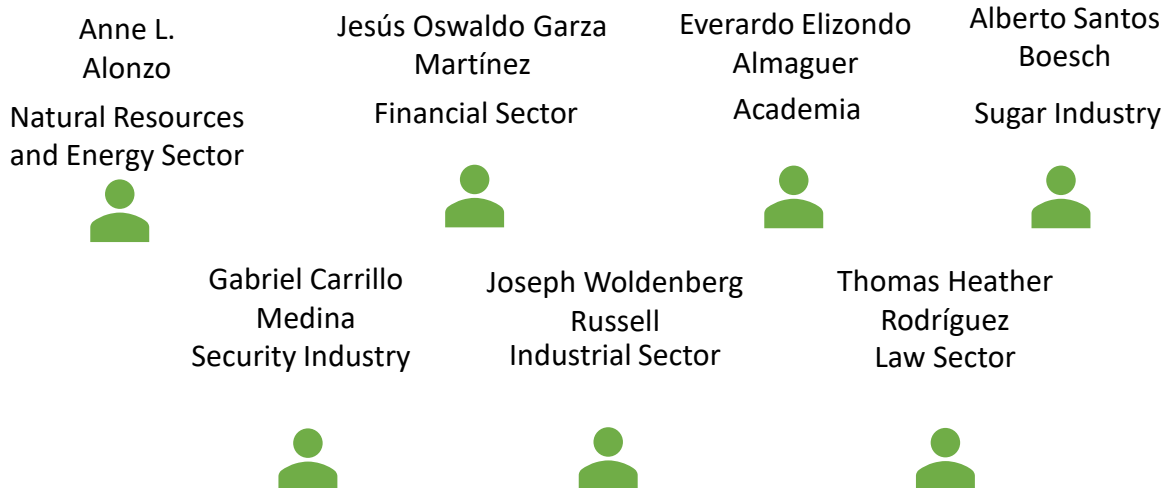 Anne L.
Alonzo
Natural Resources
and Energy Sector
Jesús Oswaldo Garza
Martínez
Financial Sector
Everardo Elizondo
Almaguer
Academia
Alberto Santos
Boesch
Sugar Industry
Gabriel Carrillo
Medina
Security Industry
Joseph Woldenberg
Russell
Industrial Sector
Thomas Heather
Rodríguez
Law Sector